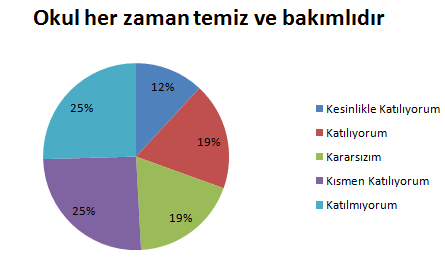 Okul her zaman temiz ve bakımlıdır
12%
19%
19%
25%
25%
Kesinlikle Katılıyorum
Katılıyorum
Kararsızım
Kısmen Katılıyorum
Katılmıyorum